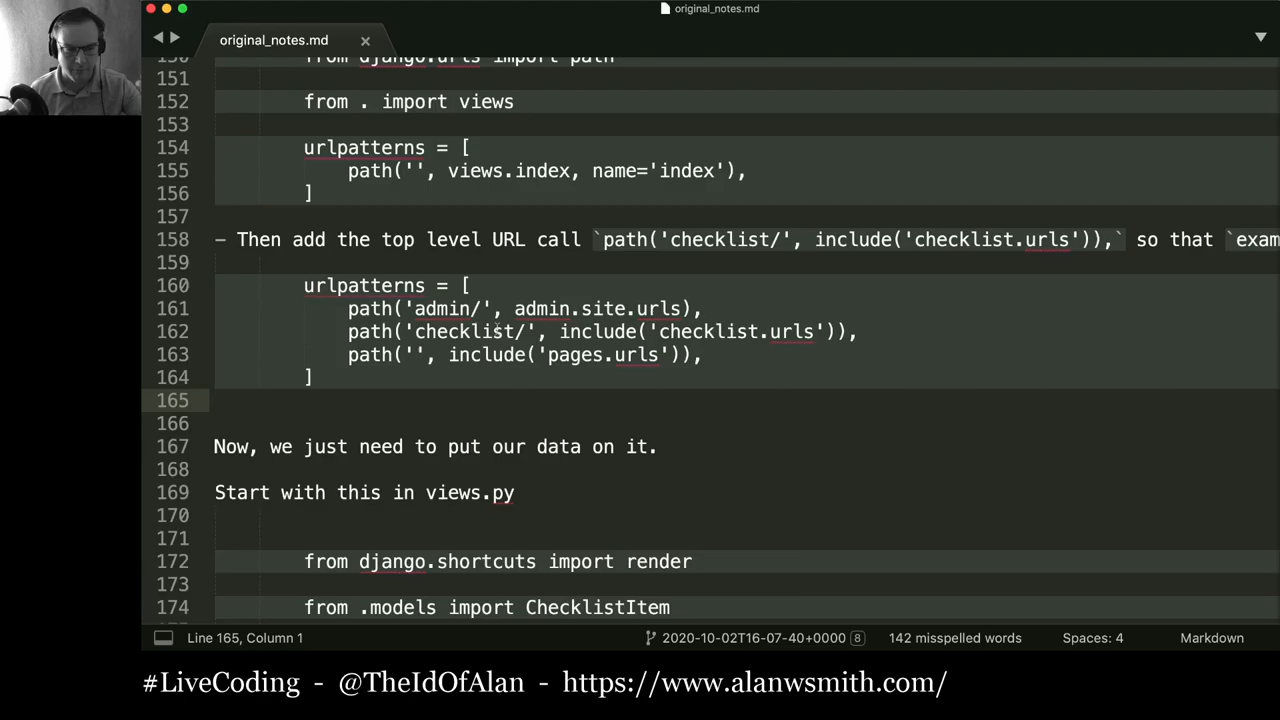 original_notes.md
original_notes.md
150 from django.urls import path
151
152 from . import views
153
154 urlpatterns = [
155 path('', views.index, name='index'),
156 ]
157
158 - Then add the top level URL call `path('checklist/', include('checklist.urls')),` so that `exam
159
160 urlpatterns = [
161 path('admin/', admin.site.urls),
162 path('checklist/', include('checklist.urls')),
163 path('', include('pages.urls')),
164 ]
165
166
167 Now, we just need to put our data on it.
168
169 Start with this in views.py
170
171
172 from django.shortcuts import render
173
174 from .models import ChecklistItem
Line 165, Column 1 2020-10-02T16-07-40+0000 8 142 misspelled words Spaces: 4 Markdown
#LiveCoding - @TheIdOfAlan - https://www.alanwsmith.com/